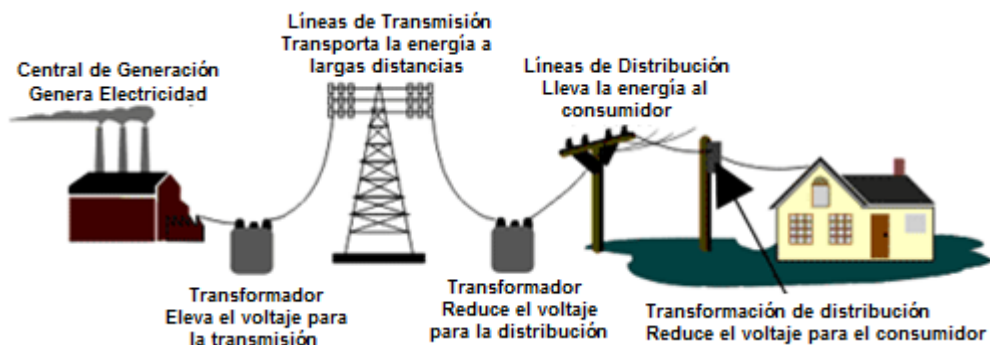 Central de Generación
Genera Electricidad
Líneas de Transmisión
Transporta la energía a
largas distancias
Líneas de Distribución
Lleva la energía al
consumidor
Transformador
Eleva el voltaje para
la transmisión
Transformador
Reduce el voltaje
para la distribución
Transformación de distribución
Reduce el voltaje para el consumidor